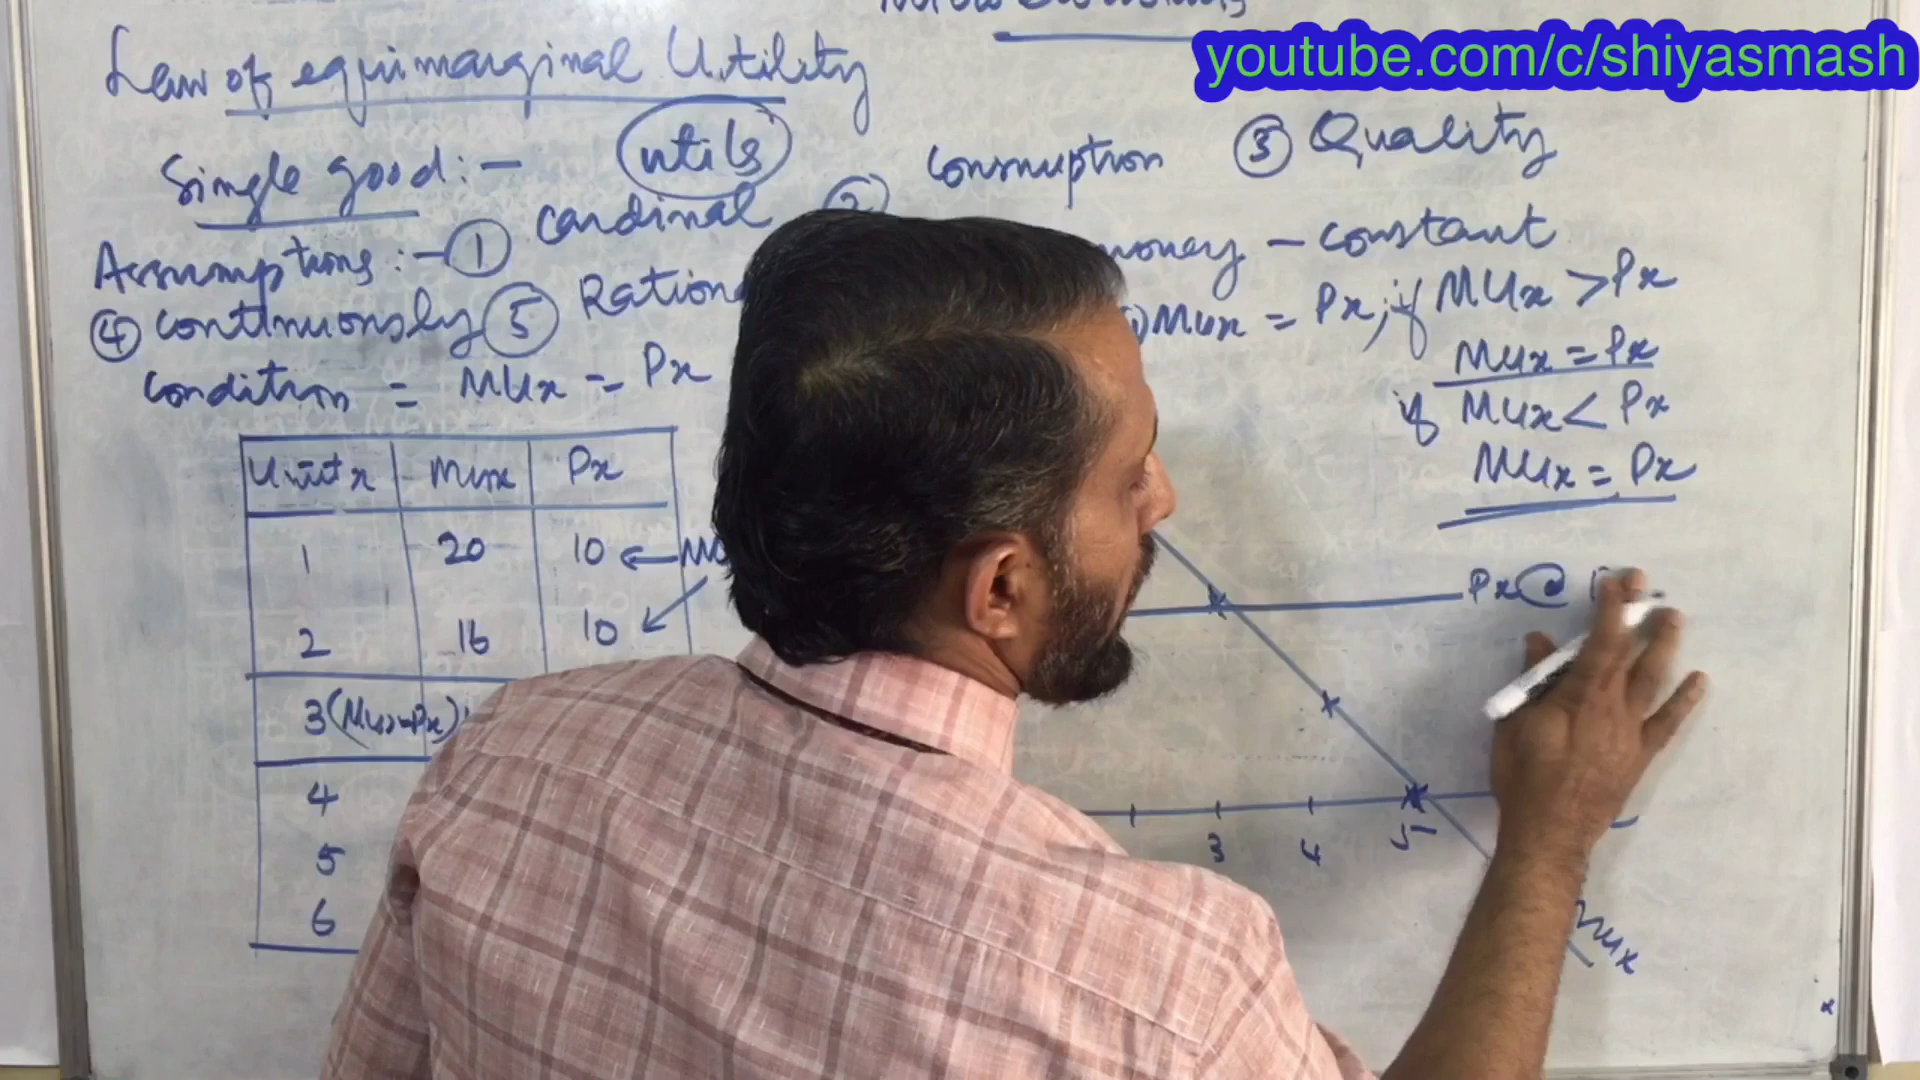 youtube.com/c/shiyasmash
Law of equimarginal Utility
Single good :- utils
consumption ③ Quality
Assumptions :- ① cardinal ②
money - constant
④ continuously ⑤
① MUx = Px, if MUx > Px
MUx = Px
condition = MUx = Px
if MUx < Px
MUx = Px
Unit x MUx Px
1 20 10
2 16 10
3 (MUx=Px)
4
5
6
Px @
3 4 5
MUx
x